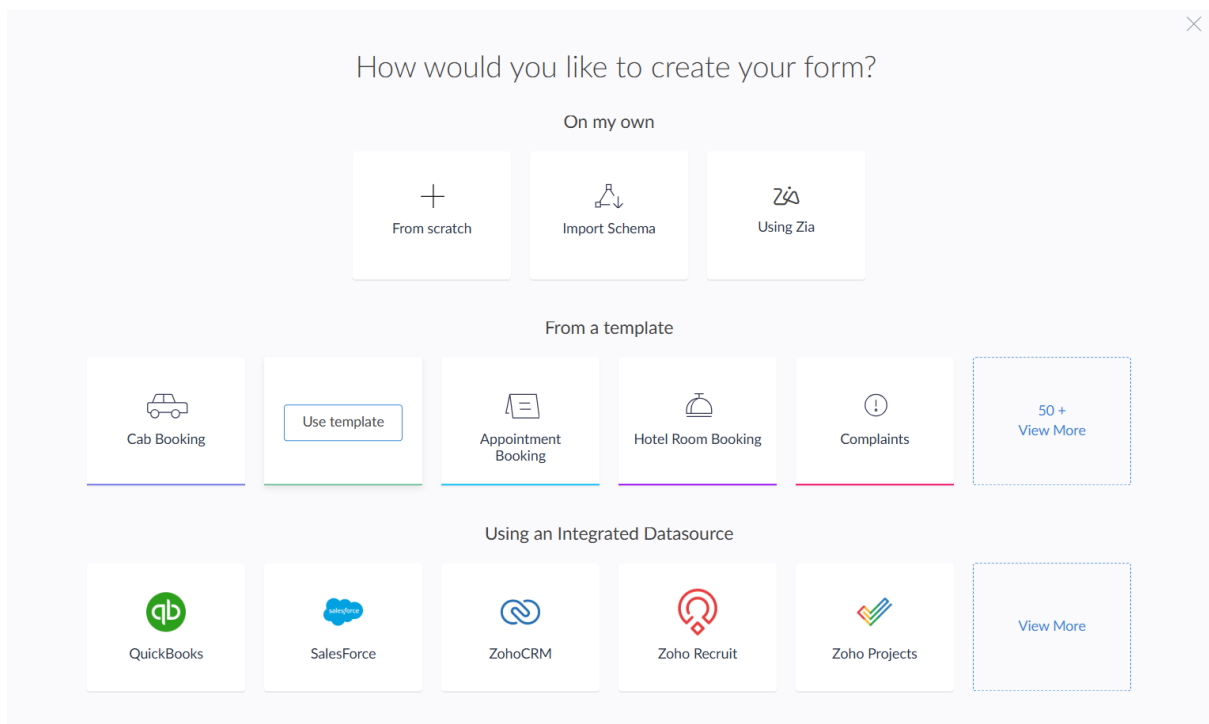 How would you like to create your form?
On my own
From scratch
Import Schema
Zia
Using Zia
From a template
Cab Booking
Use template
Appointment
Booking
Hotel Room Booking
Complaints
50 +
View More
Using an Integrated Datasource
qb
QuickBooks
salesforce
SalesForce
ZohoCRM
Zoho Recruit
Zoho Projects
View More